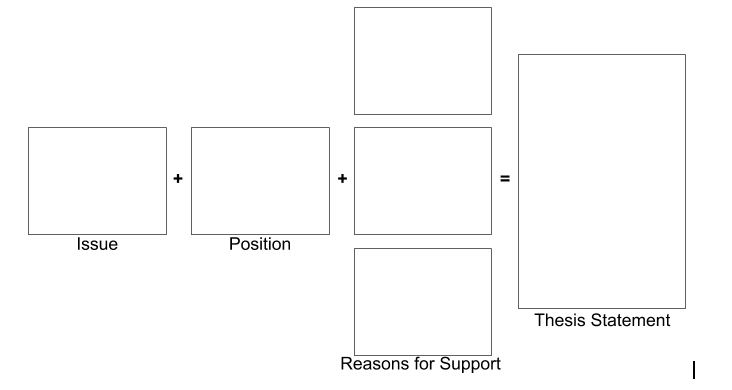 +
+
=
Issue
Position
Thesis Statement
Reasons for Support